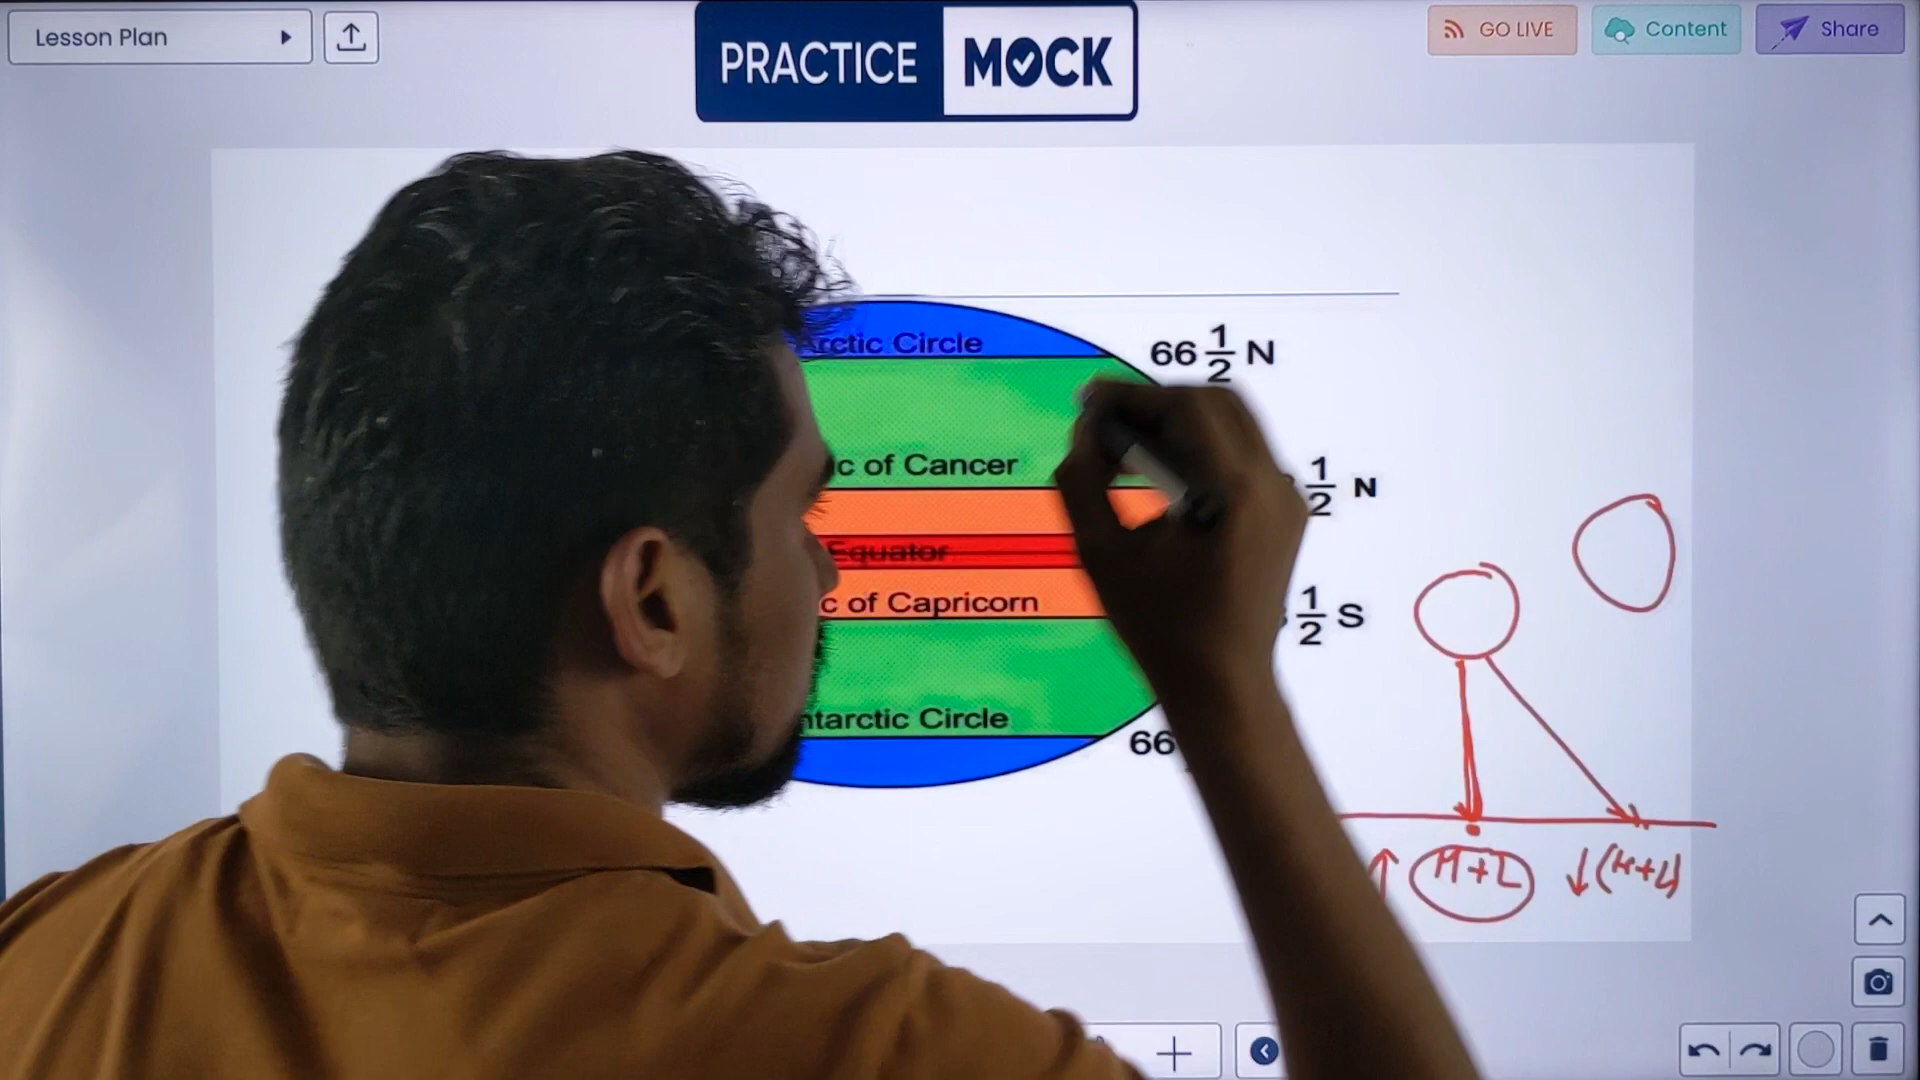 Lesson Plan
PRACTICE MOCK
GO LIVE
Content
Share
Arctic Circle
66 1/2 N
c of Cancer
1/2 N
Equator
c of Capricorn
1/2 S
ntarctic Circle
66
↑ H+L
↓ (H+L)